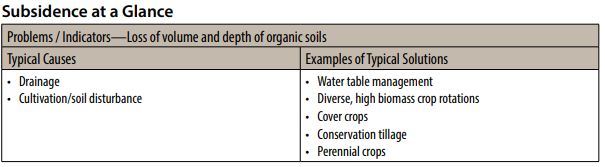 Subsidence at a Glance
Problems / Indicators—Loss of volume and depth of organic soils
Typical Causes
• Drainage
• Cultivation/soil disturbance
Examples of Typical Solutions
• Water table management
• Diverse, high biomass crop rotations
• Cover crops
• Conservation tillage
• Perennial crops